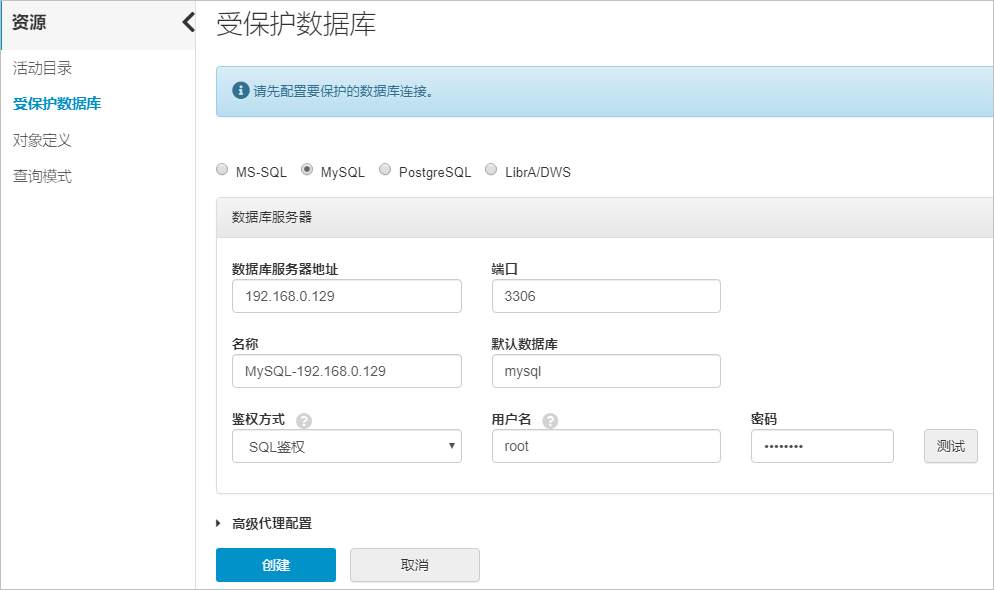 资源
活动目录
受保护数据库
对象定义
查询模式
受保护数据库
请先配置要保护的数据库连接。
MS-SQL MySQL PostgreSQL LibrA/DWS
数据库服务器
数据库服务器地址 端口
192.168.0.129 3306
名称 默认数据库
MySQL-192.168.0.129 mysql
鉴权方式 ? 用户名 ? 密码
SQL鉴权 root •••••••• 测试
高级代理配置
创建 取消